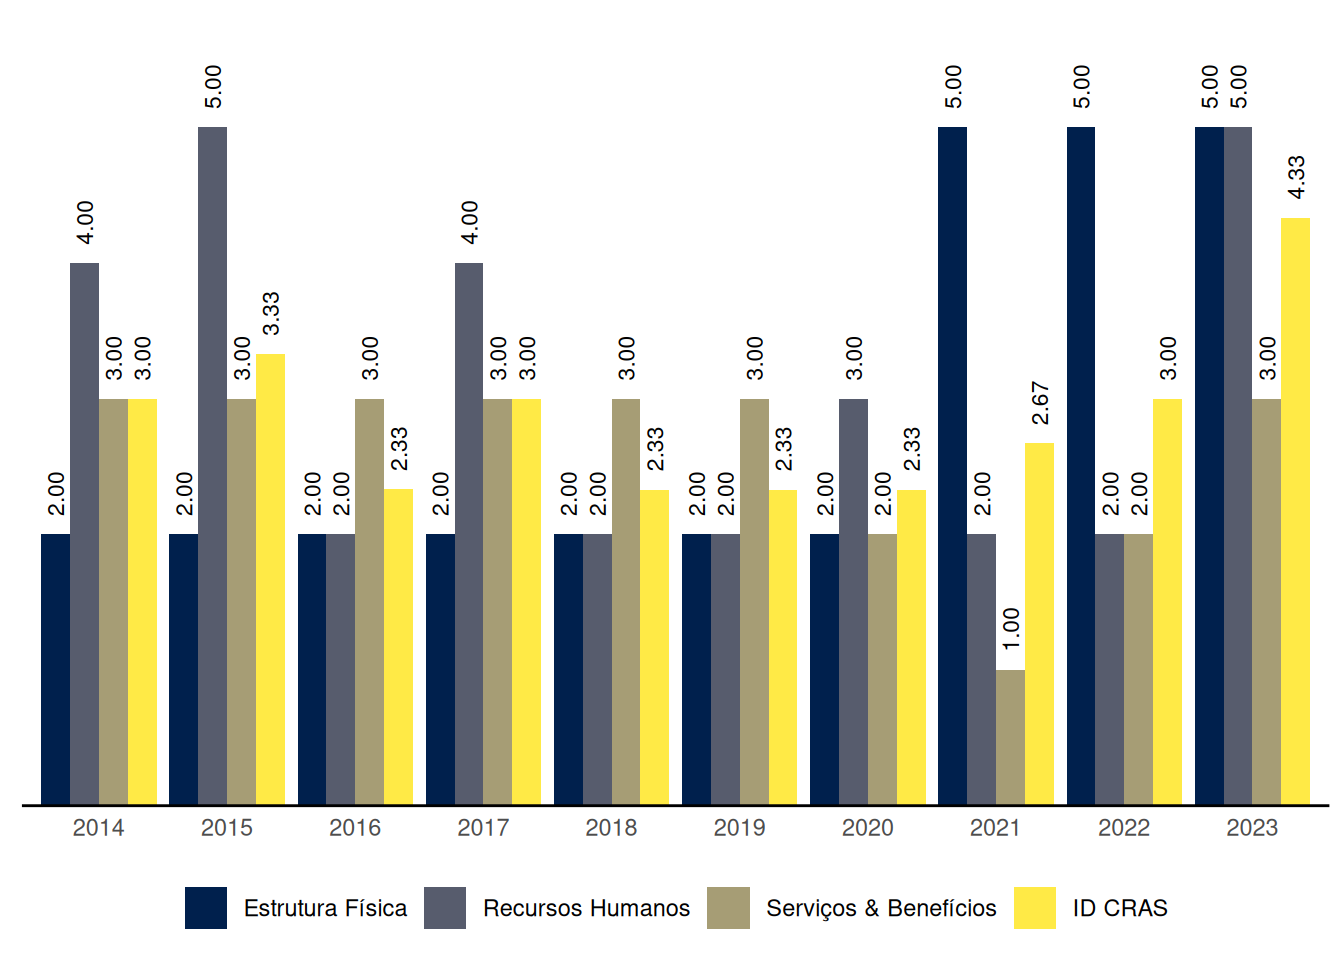 5.00 5.00 5.00 5.00 5.00
4.33
4.00 4.00
3.33
3.00 3.00 3.00 3.00 3.00 3.00 3.00 3.00 3.00 3.00 3.00 3.00
2.67
2.33 2.33 2.33 2.33
2.00 2.00 2.00 2.00 2.00 2.00 2.00 2.00 2.00 2.00 2.00 2.00 2.00 2.00
1.00
2014 2015 2016 2017 2018 2019 2020 2021 2022 2023
Estrutura Física Recursos Humanos Serviços & Benefícios ID CRAS